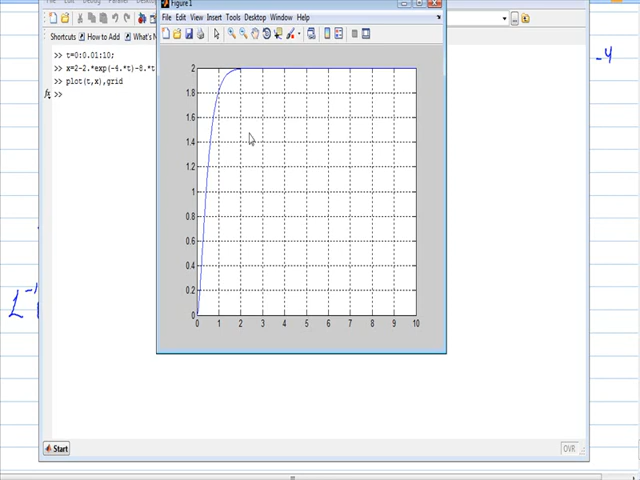 Figure 1
File Edit View Insert Tools Desktop Window Help
Shortcuts How to Add What's N
>> t=0:0.01:10;
>> x=2-2.*exp(-4.*t)-8.*t
>> plot(t,x),grid
fx >>
-4
2
1.8
1.6
1.4
1.2
1
0.8
0.6
0.4
0.2
0
0 1 2 3 4 5 6 7 8 9 10
L⁻¹
Start
OVR